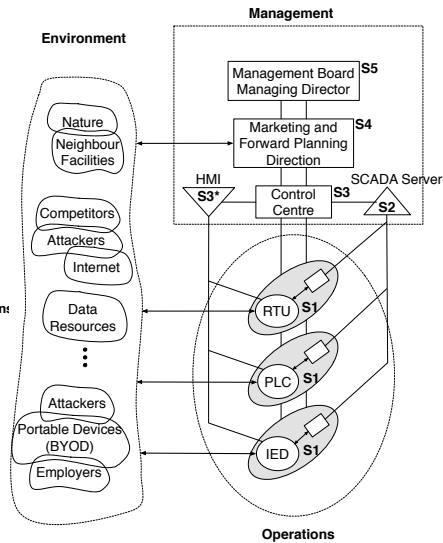 Management
Environment
Management Board
Managing Director
S5
Marketing and
Forward Planning
Direction
S4
HMI
S3*
Control
Centre
S3
SCADA Server
S2
Nature
Neighbour
Facilities
Competitors
Attackers
Internet
Data
Resources
Attackers
Portable Devices
(BYOD)
Employers
RTU
S1
PLC
S1
IED
S1
Operations